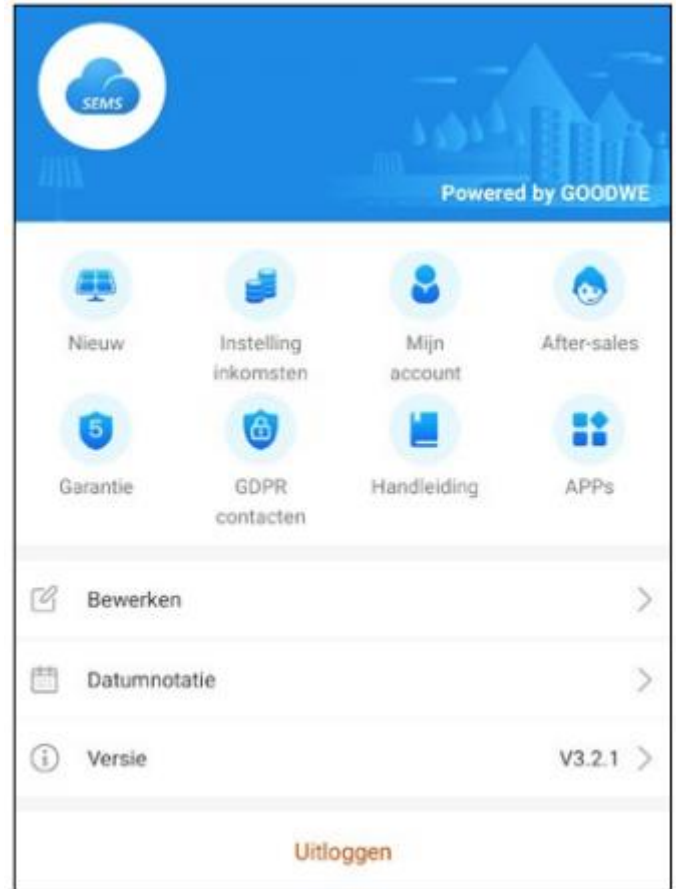 SEMS
Powered by GOODWE
Nieuw
Instelling
inkomsten
Mijn
account
After-sales
5
Garantie
GDPR
contacten
Handleiding
APPs
Bewerken
Datumnotatie
Versie
V3.2.1
Uitloggen